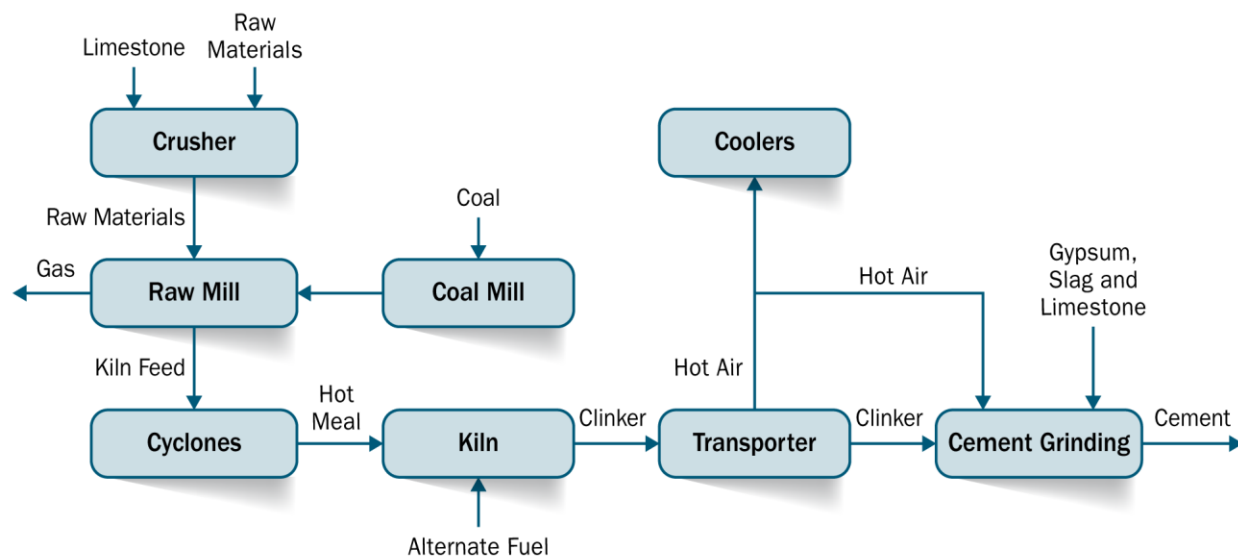 Limestone
Raw
Materials
Crusher
Coolers
Raw Materials
Coal
Gas
Raw Mill
Coal Mill
Hot Air
Gypsum,
Slag and
Limestone
Kiln Feed
Hot
Meal
Hot Air
Cyclones
Kiln
Clinker
Transporter
Clinker
Cement Grinding
Cement
Alternate Fuel